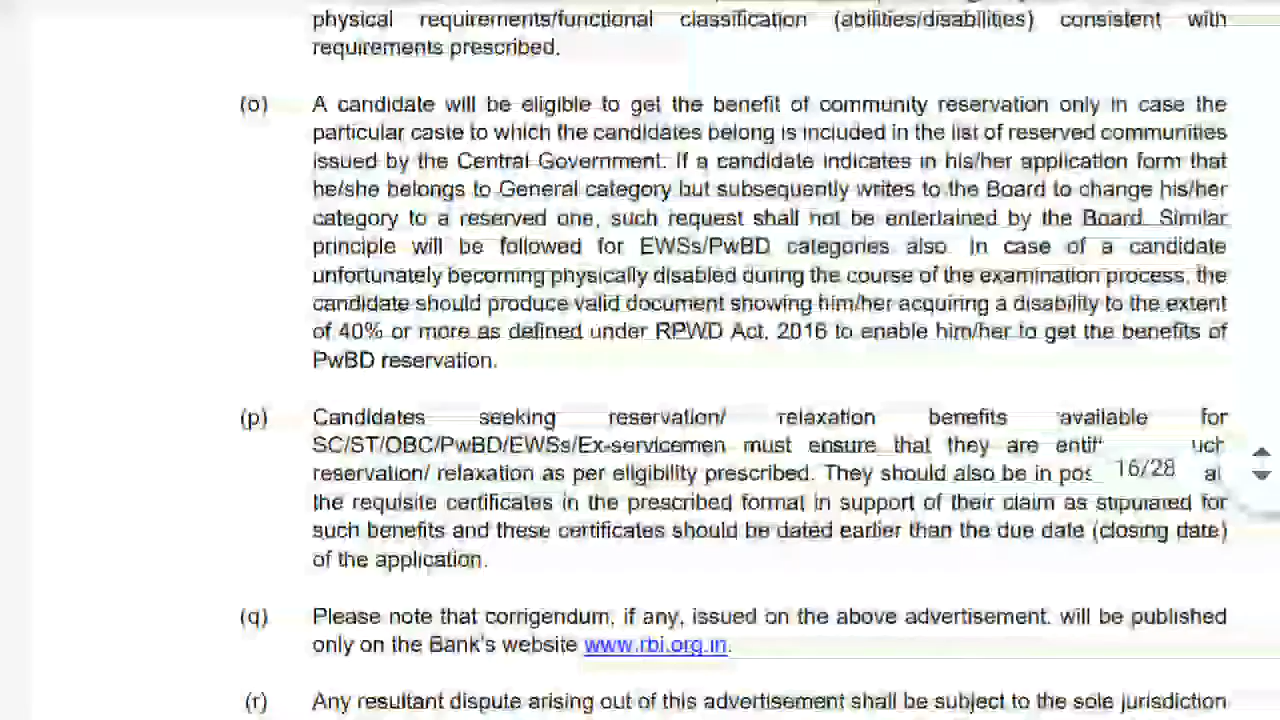 physical requirements/functional classification (abilities/disabilities) consistent with
requirements prescribed.
(o) A candidate will be eligible to get the benefit of community reservation only in case the
particular caste to which the candidates belong is included in the list of reserved communities
issued by the Central Government. If a candidate indicates in his/her application form that
he/she belongs to General category but subsequently writes to the Board to change his/her
category to a reserved one, such request shall not be entertained by the Board. Similar
principle will be followed for EWSs/PwBD categories also. In case of a candidate
unfortunately becoming physically disabled during the course of the examination process, the
candidate should produce valid document showing him/her acquiring a disability to the extent
of 40% or more as defined under RPWD Act, 2016 to enable him/her to get the benefits of
PwBD reservation.
(p) Candidates seeking reservation/ relaxation benefits available for
SC/ST/OBC/PwBD/EWSs/Ex-servicemen must ensure that they are
reservation/ relaxation as per eligibility prescribed. They should also be in
16/28
the requisite certificates in the prescribed format in support of their claim as stipulated for
such benefits and these certificates should be dated earlier than the due date (closing date)
of the application.
(q) Please note that corrigendum, if any, issued on the above advertisement, will be published
only on the Bank's website www.rbi.org.in.
(r) Any resultant dispute arising out of this advertisement shall be subject to the sole jurisdiction